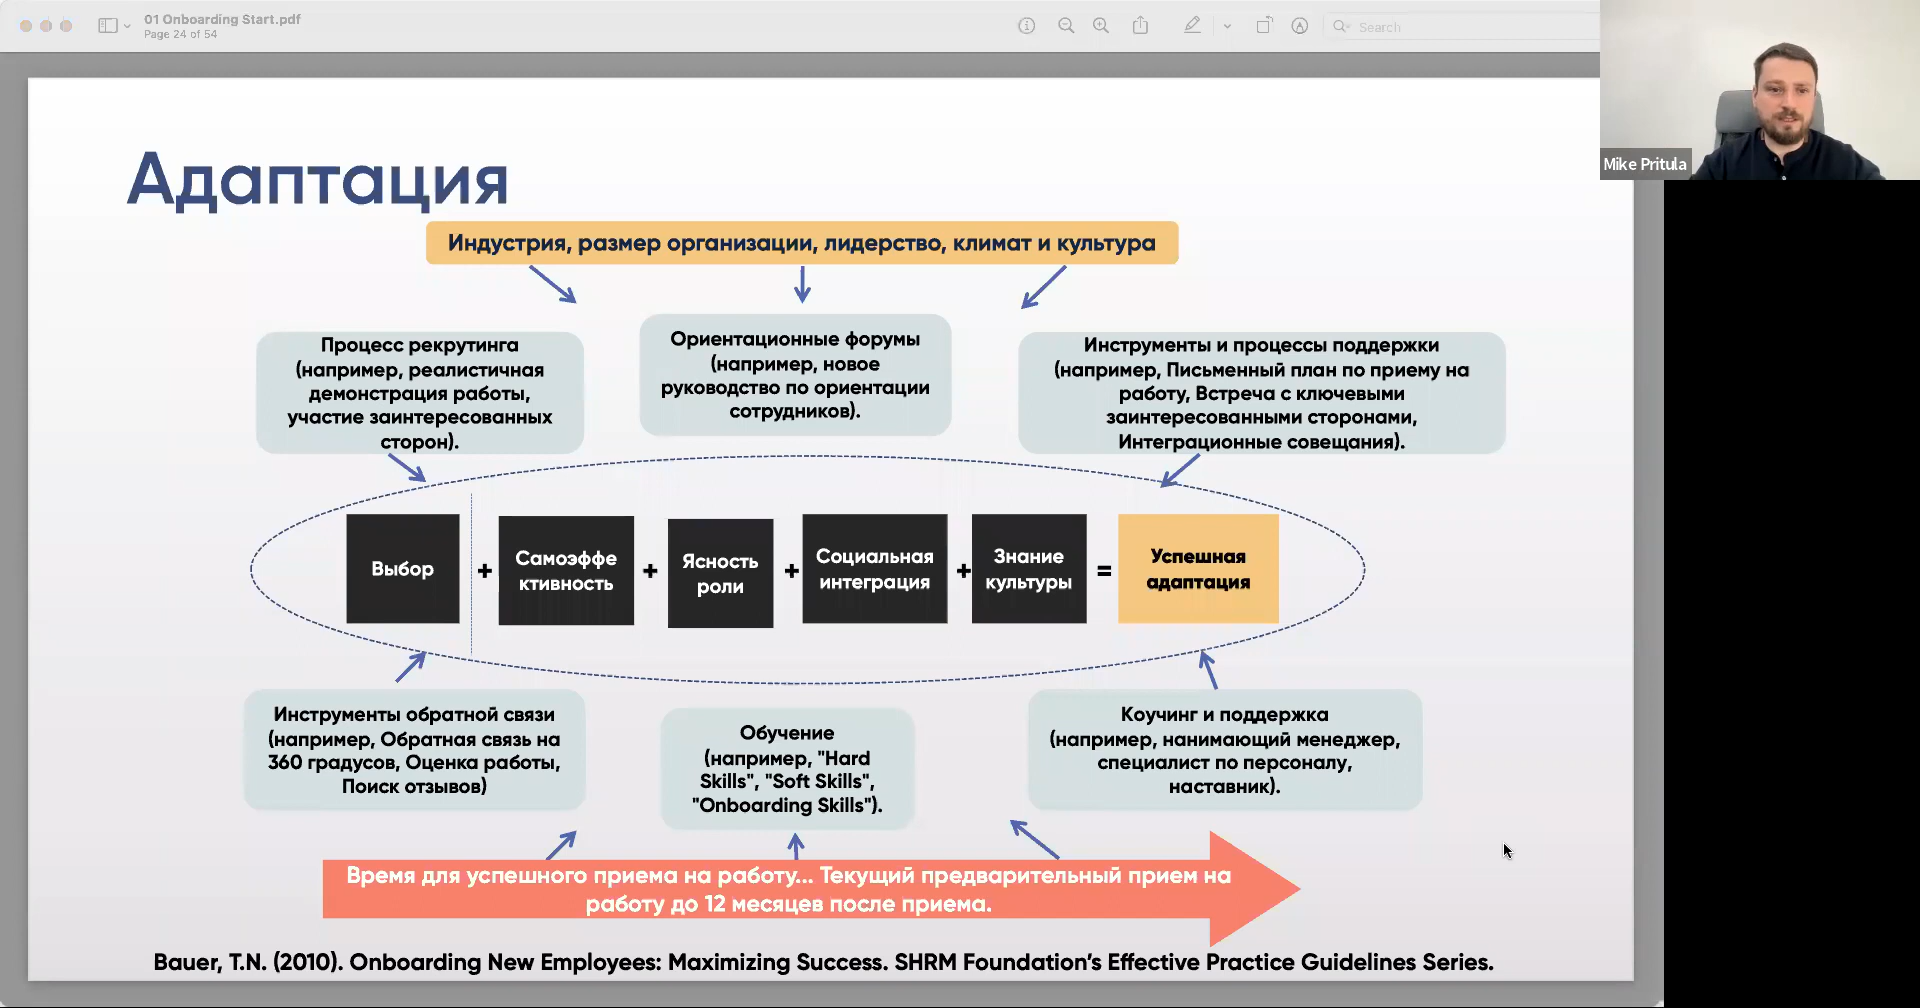 01 Onboarding Start.pdf
Page 24 of 54
Search
Mike Pritula
Адаптация
Индустрия, размер организации, лидерство, климат и культура
Процесс рекрутинга
(например, реалистичная
демонстрация работы,
участие заинтересованных
сторон).
Ориентационные форумы
(например, новое
руководство по ориентации
сотрудников).
Инструменты и процессы поддержки
(например, Письменный план по приему на
работу, Встреча с ключевыми
заинтересованными сторонами,
Интеграционные совещания).
Выбор
+
Самоэффе
ктивность
+
Ясность
роли
+
Социальная
интеграция
+
Знание
культуры
=
Успешная
адаптация
Инструменты обратной связи
(например, Обратная связь на
360 градусов, Оценка работы,
Поиск отзывов)
Обучение
(например, "Hard
Skills", "Soft Skills",
"Onboarding Skills").
Коучинг и поддержка
(например, нанимающий менеджер,
специалист по персоналу,
наставник).
Время для успешного приема на работу... Текущий предварительный прием на
работу до 12 месяцев после приема.
Bauer, T.N. (2010). Onboarding New Employees: Maximizing Success. SHRM Foundation’s Effective Practice Guidelines Series.